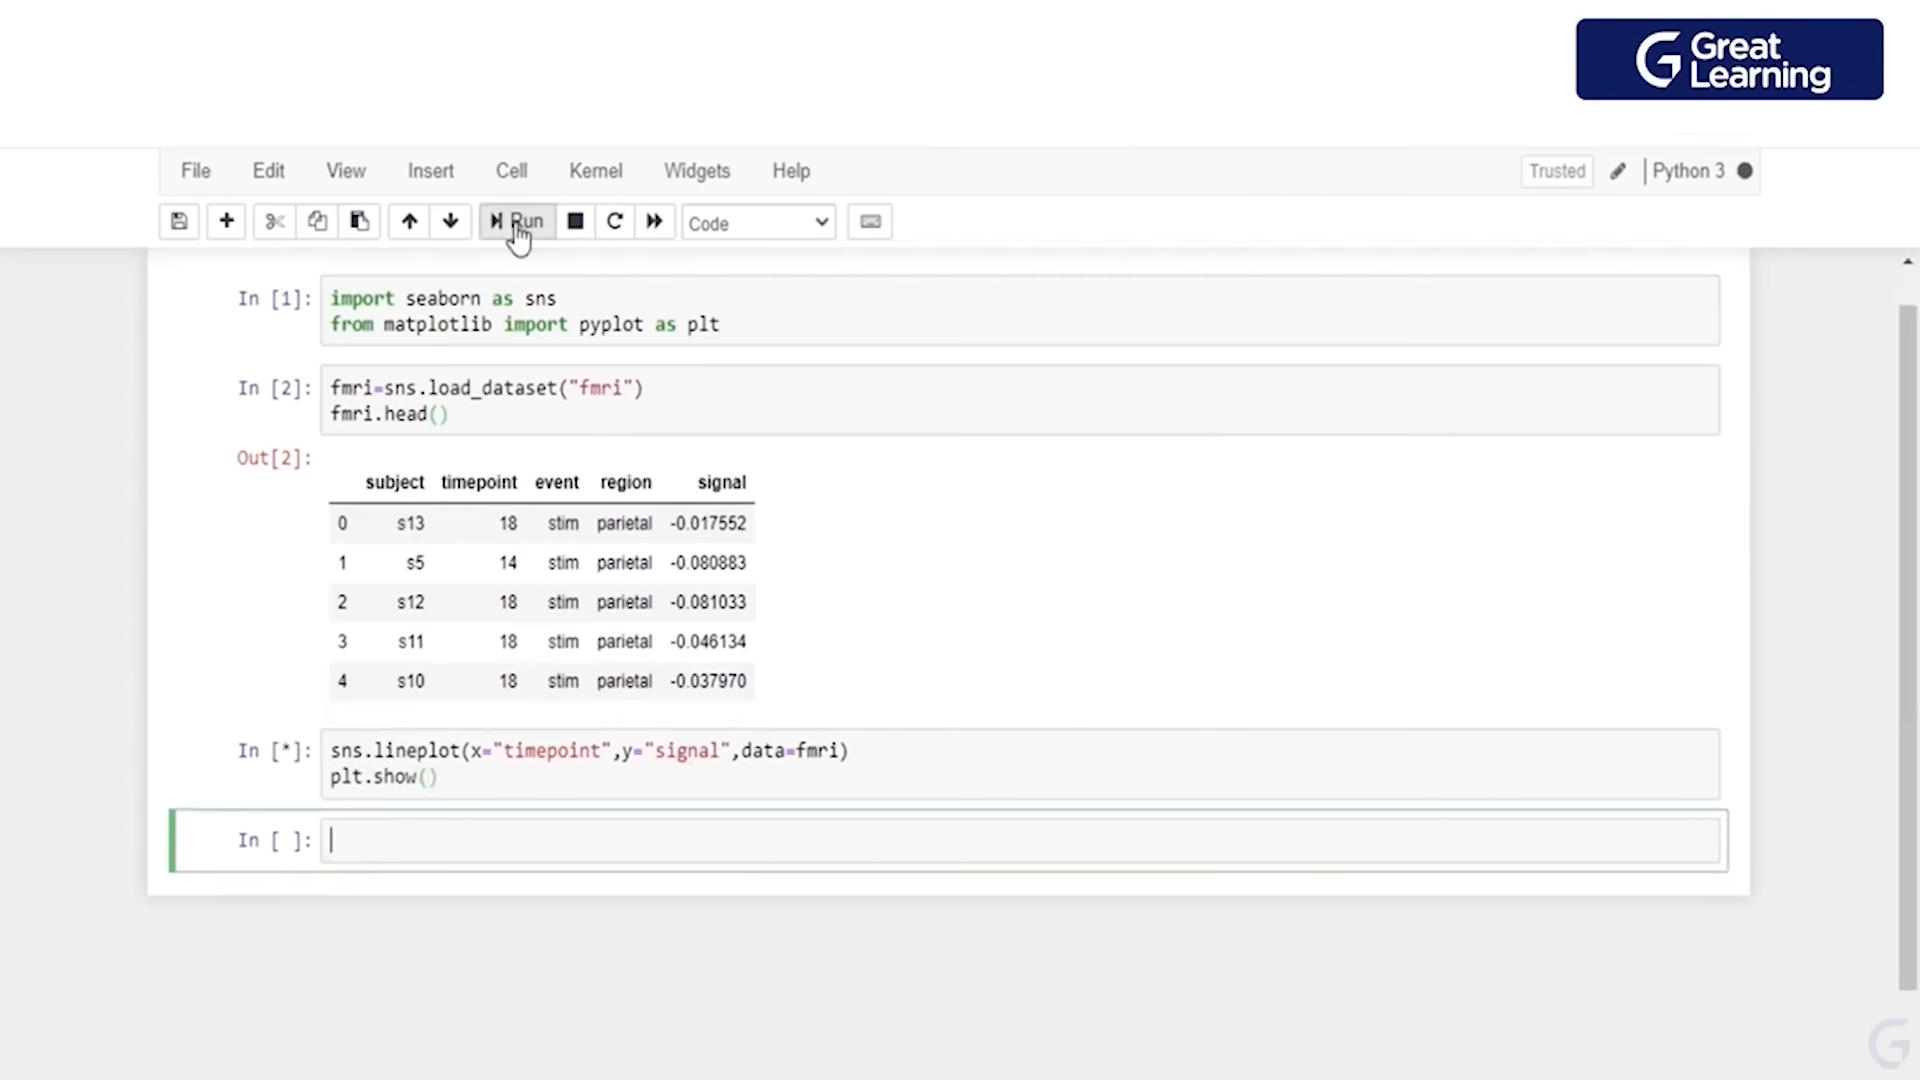 Great
Learning
File Edit View Insert Cell Kernel Widgets Help Trusted Python 3
Run Code
In [1]: import seaborn as sns
from matplotlib import pyplot as plt
In [2]: fmri=sns.load_dataset("fmri")
fmri.head()
Out[2]:
subject timepoint event region signal
0 s13 18 stim parietal -0.017552
1 s5 14 stim parietal -0.080883
2 s12 18 stim parietal -0.081033
3 s11 18 stim parietal -0.046134
4 s10 18 stim parietal -0.037970
In [*]: sns.lineplot(x="timepoint",y="signal",data=fmri)
plt.show()
In [ ]: